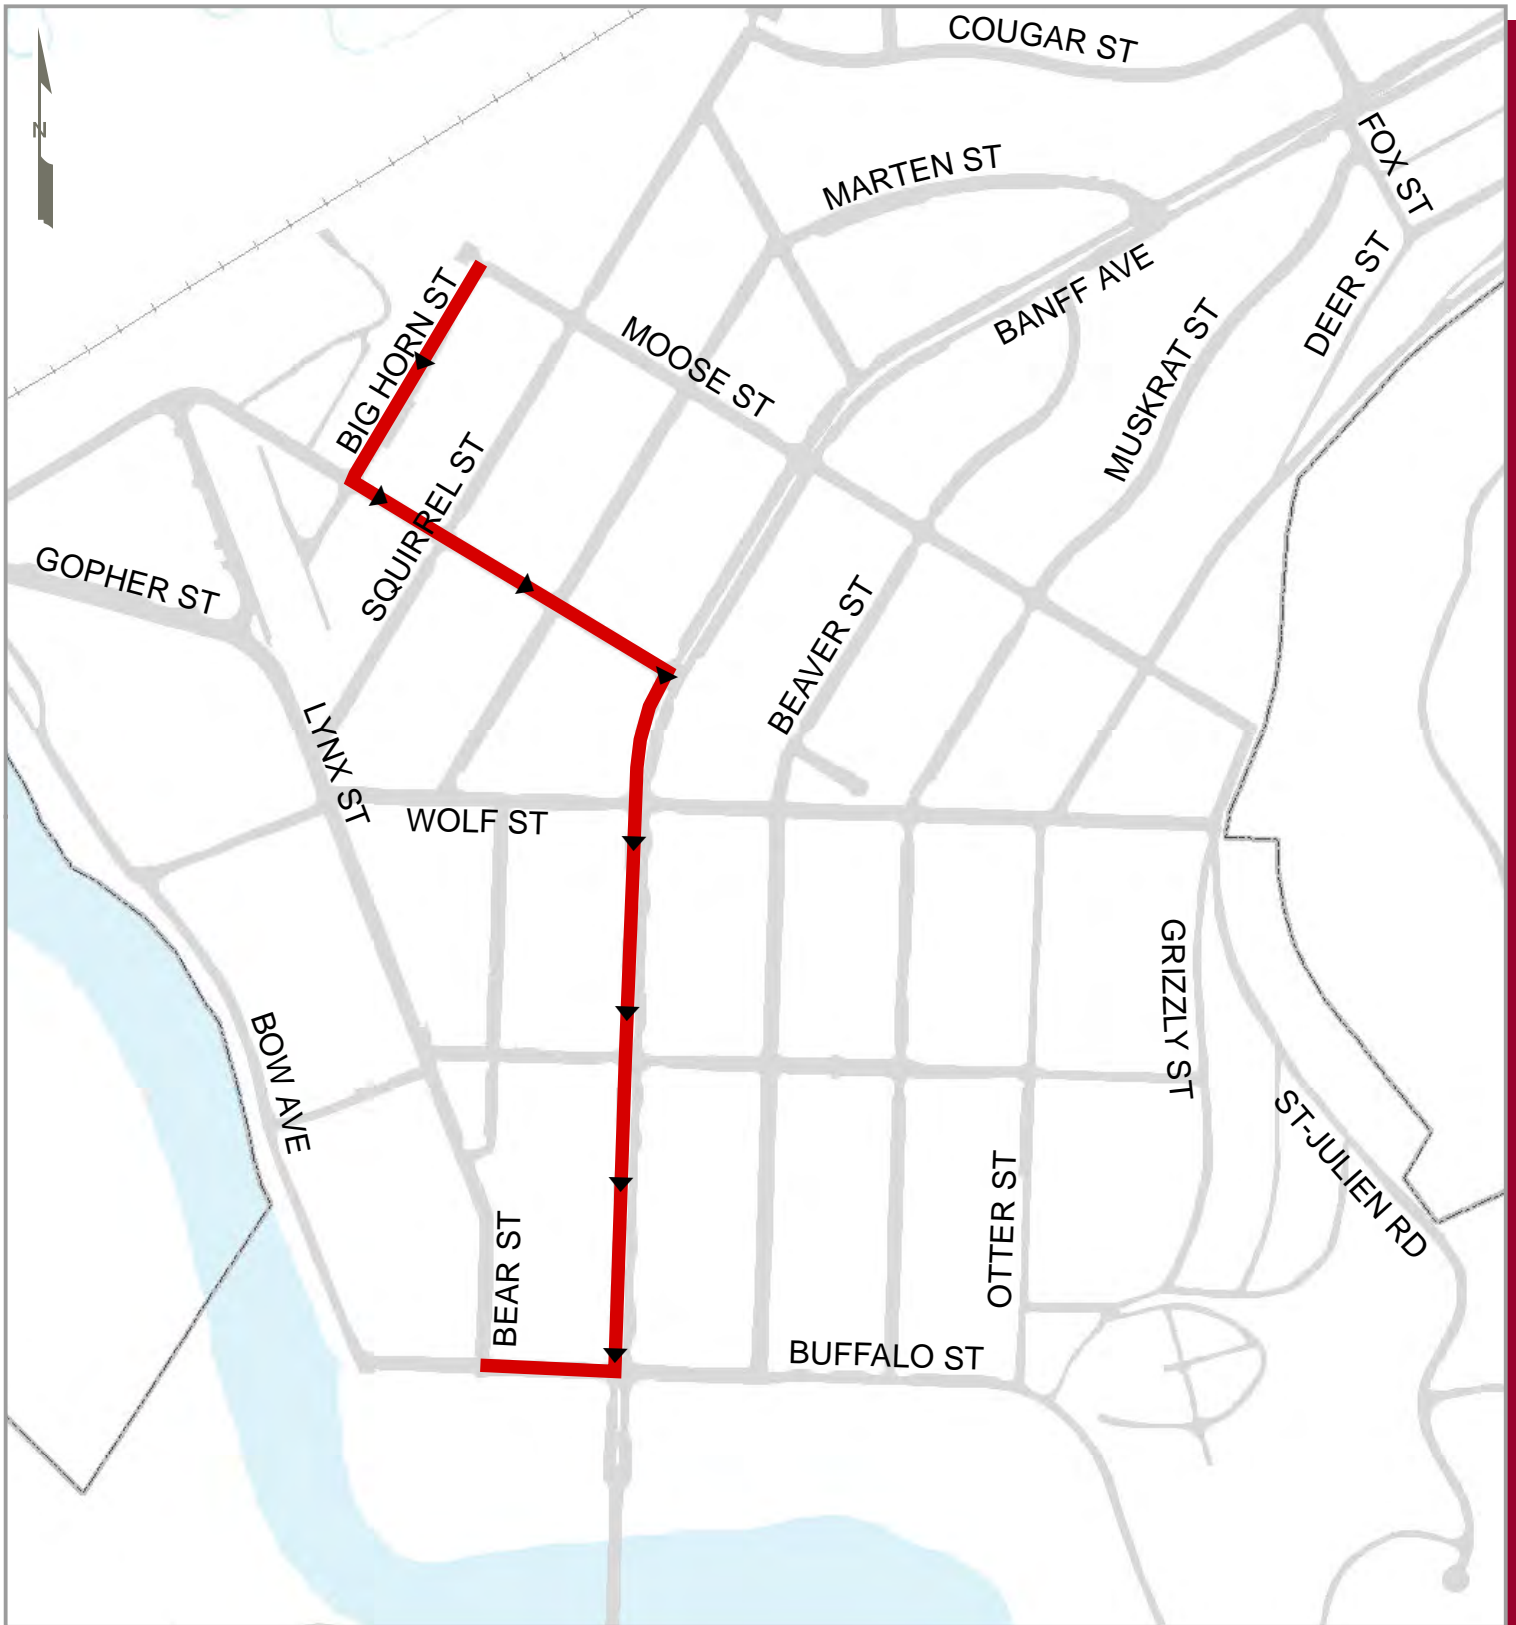 COUGAR ST
N
FOX ST
MARTEN ST
BANFF AVE
DEER ST
BIG HORN ST
MOOSE ST
MUSKRAT ST
SQUIRREL ST
GOPHER ST
BEAVER ST
LYNX ST
WOLF ST
GRIZZLY ST
BOW AVE
ST-JULIEN RD
OTTER ST
BEAR ST
BUFFALO ST